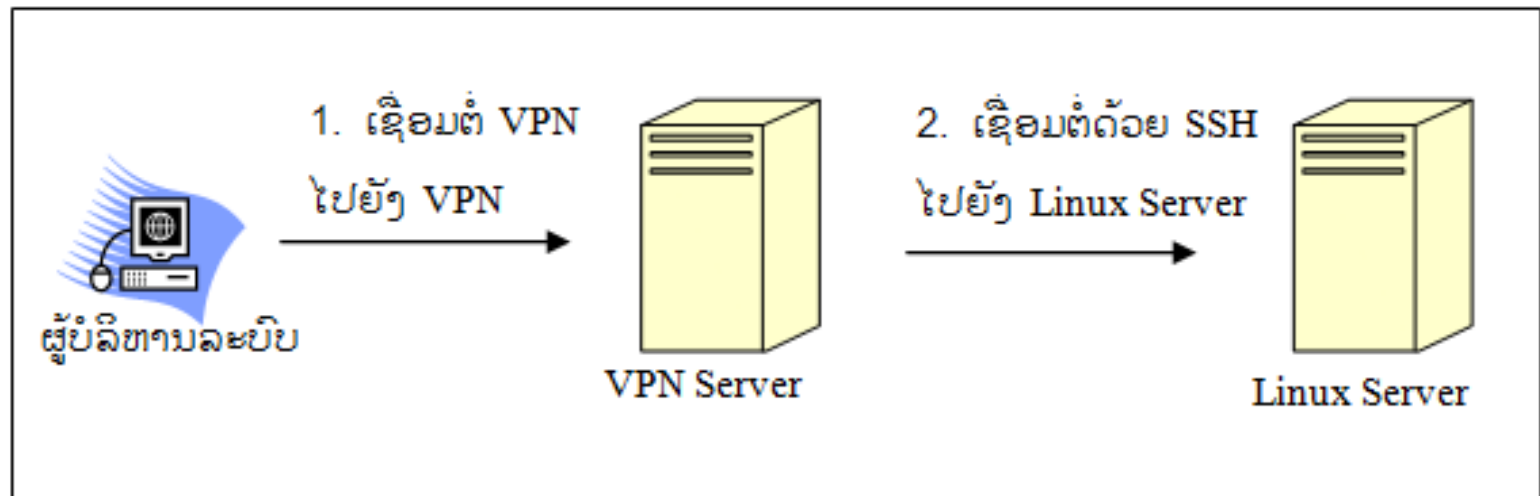 1. ເຊື່ອມຕໍ່ VPN
ໄປຍັງ VPN
2. ເຊື່ອມຕໍ່ດ້ວຍ SSH
ໄປຍັງ Linux Server
ຜູ້ບໍລິຫານລະບົບ
VPN Server
Linux Server